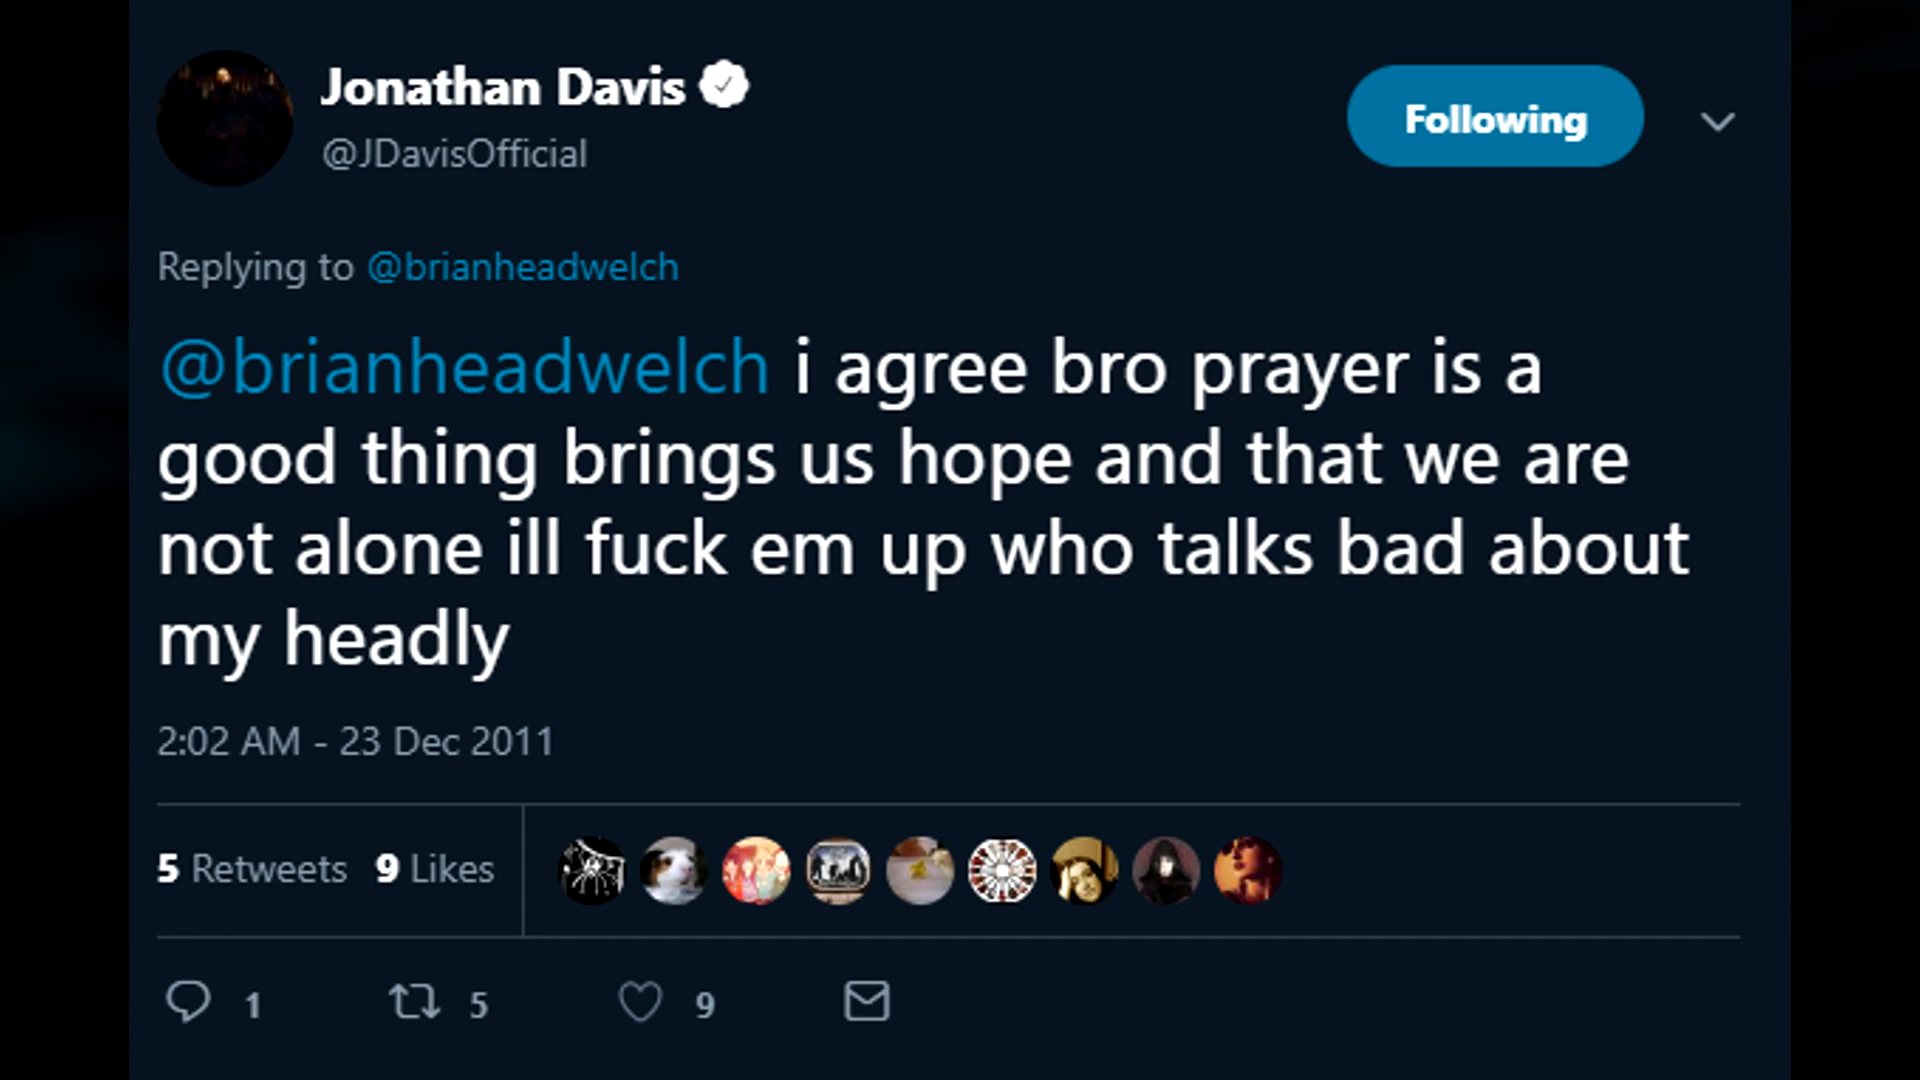 Jonathan Davis
Following
@JDavisOfficial
Replying to @brianheadwelch
@brianheadwelch i agree bro prayer is a
good thing brings us hope and that we are
not alone ill fuck em up who talks bad about
my headly
2:02 AM - 23 Dec 2011
5 Retweets 9 Likes
1 5 9